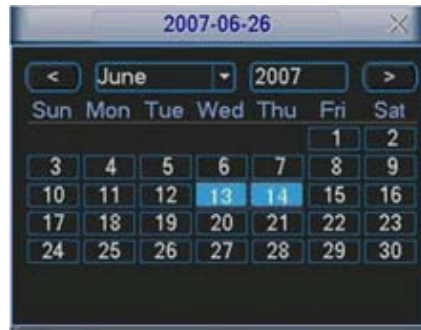 2007-06-26
< June 2007 >
Sun Mon Tue Wed Thu Fri Sat
1 2
3 4 5 6 7 8 9
10 11 12 13 14 15 16
17 18 19 20 21 22 23
24 25 26 27 28 29 30